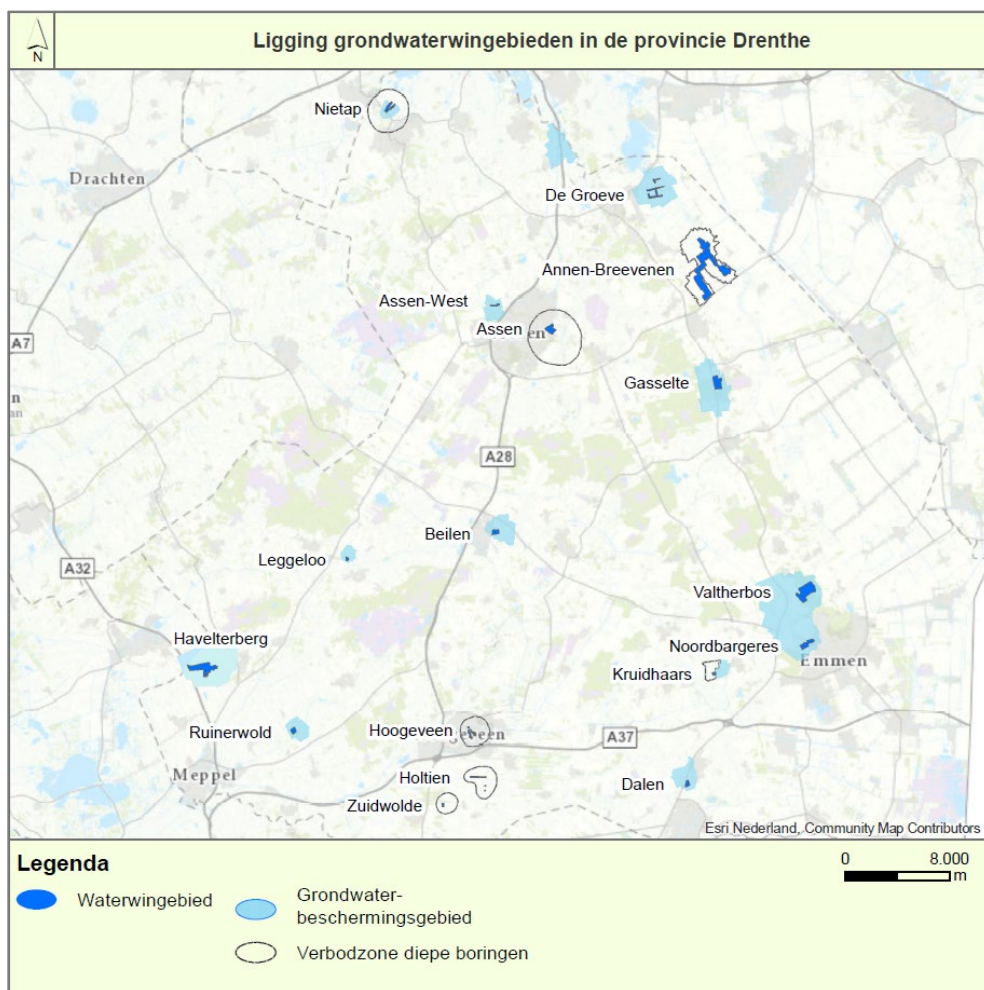 N
Ligging grondwaterwingebieden in de provincie Drenthe
Nietap
Drachten
De Groeve
Annen-Breevenen
Assen-West
Assen
A7
Gasselte
A28
Beilen
Leggeloo
A32
Valtherbos
Havelterberg
Noordbargeres
Emmen
Kruidhaars
Ruinerwold
Hoogeveen
A37
Meppel
Holtien
Dalen
Zuidwolde
Esri Nederland, Community Map Contributors
Legenda
Waterwingebied
Grondwater-
beschermingsgebied
Verbodzone diepe boringen
0 8.000
m